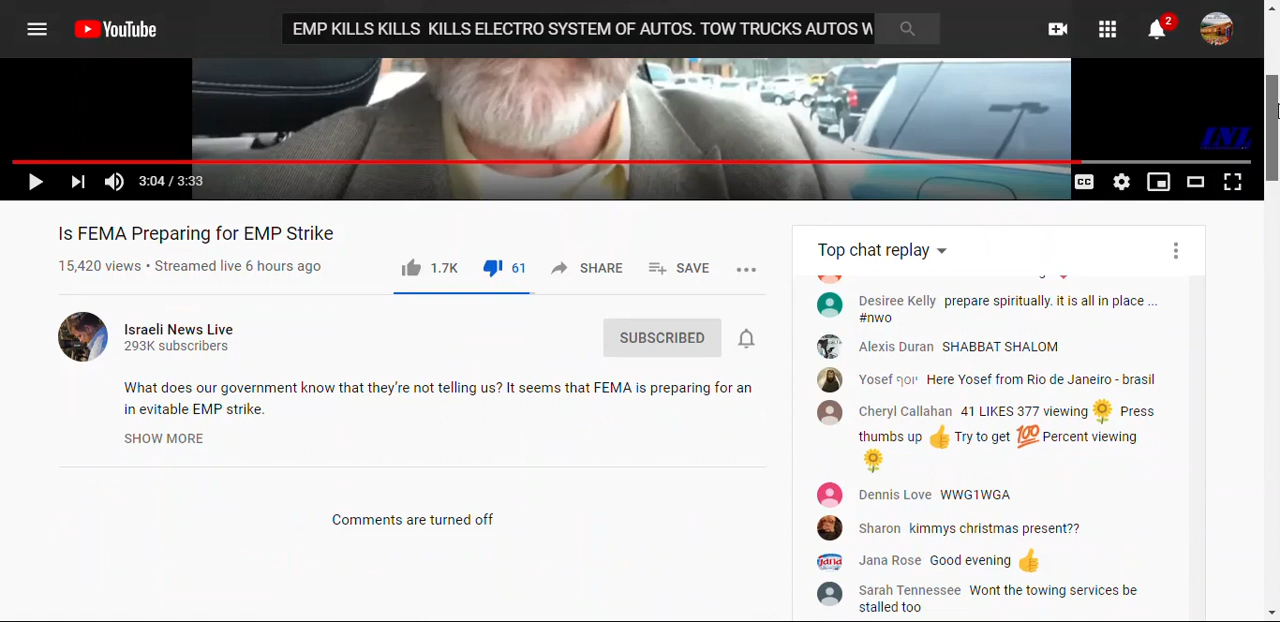 YouTube
EMP KILLS KILLS  KILLS ELECTRO SYSTEM OF AUTOS. TOW TRUCKS AUTOS W
2
INL
3:04 / 3:33
CC
Is FEMA Preparing for EMP Strike
15,420 views • Streamed live 6 hours ago
1.7K
61
SHARE
SAVE
Israeli News Live
293K subscribers
SUBSCRIBED
What does our government know that they're not telling us? It seems that FEMA is preparing for an
in evitable EMP strike.
SHOW MORE
Comments are turned off
Top chat replay
Desiree Kelly prepare spiritually. it is all in place ...
#nwo
Alexis Duran SHABBAT SHALOM
Yosef יוסף Here Yosef from Rio de Janeiro - brasil
Cheryl Callahan 41 LIKES 377 viewing 🌻 Press
thumbs up 👍 Try to get 💯 Percent viewing
🌻
Dennis Love WWG1WGA
Sharon kimmys christmas present??
jana
Jana Rose Good evening 👍
Sarah Tennessee Wont the towing services be
stalled too